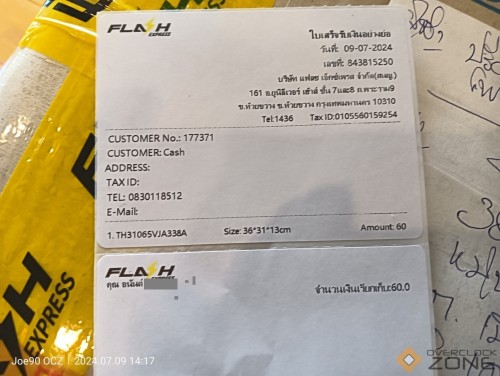 FLASH EXPRESS
ใบเสร็จรับเงินอย่างย่อ
วันที่: 09-07-2024
เลขที่: 843815250
บริษัท แฟลช เอ็กซ์เพรส จำกัด(สนญ.)
161 อ.ยูนิลีเวอร์ เฮ้าส์ ชั้น 7และ8 ถ.พระราม9
ข.ห้วยขวาง ข.ห้วยขวาง กรุงเทพมหานคร 10310
Tel:1436 Tax ID:0105560159254
CUSTOMER No.: 177371
CUSTOMER: Cash
ADDRESS:
TAX ID:
TEL: 0830118512
E-Mail:
1. TH31065VJA338A Size: 36*31*13cm Amount: 60
FLASH EXPRESS
คุณ อนันต์
จำนวนเงินเรียกเก็บ:60.0
EXPRESS
Joe90 OCZ | 2024.07.09 14:17
OVERCLOCK ZONE